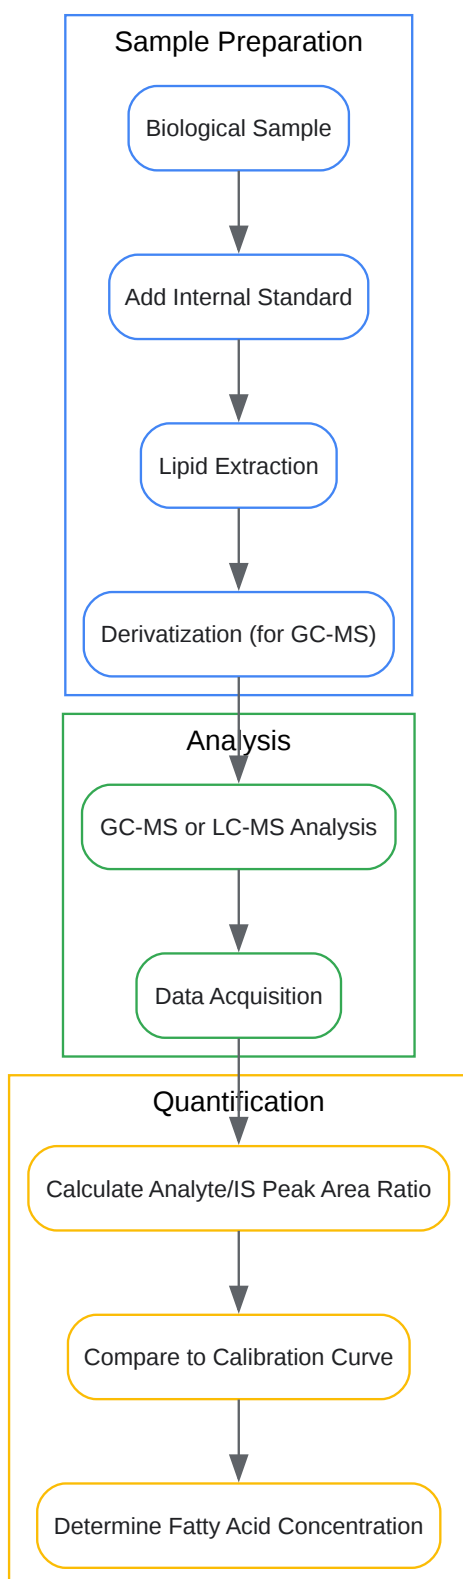 Sample Preparation
Biological Sample
Add Internal Standard
Lipid Extraction
Derivatization (for GC-MS)
Analysis
GC-MS or LC-MS Analysis
Data Acquisition
Quantification
Calculate Analyte/IS Peak Area Ratio
Compare to Calibration Curve
Determine Fatty Acid Concentration